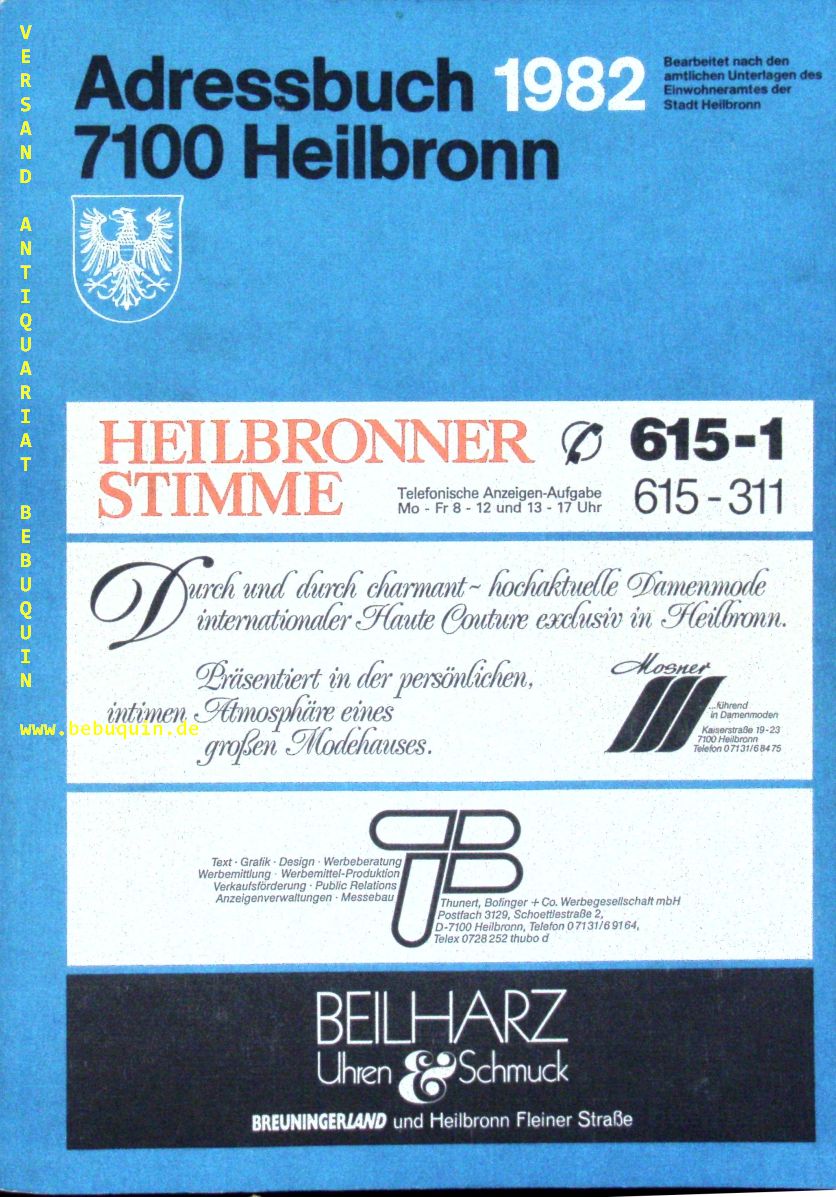 Adressbuch 1982
7100 Heilbronn
Bearbeitet nach den
amtlichen Unterlagen des
Einwohneramtes der
Stadt Heilbronn
VERSAND ANTIQUARIAT BEBUQUIN
www.bebuquin.de
HEILBRONNER
STIMME
Telefonische Anzeigen-Aufgabe
Mo - Fr 8 - 12 und 13 - 17 Uhr
615-1
615-311
Durch und durch charmant ~ hochaktuelle Damenmode
internationaler Haute Couture exclusiv in Heilbronn.
Präsentiert in der persönlichen,
intimen Atmosphäre eines
großen Modehauses.
Mosner
...führend
in Damenmoden
Kaiserstraße 19-23
7100 Heilbronn
Telefon 07131/68475
Text · Grafik · Design · Werbeberatung
Werbemittlung · Werbemittel-Produktion
Verkaufsförderung · Public Relations
Anzeigenverwaltungen · Messebau
TB
Thunert, Bofinger + Co. Werbegesellschaft mbH
Postfach 3129, Schoettlestraße 2,
D-7100 Heilbronn, Telefon 07131/69164,
Telex 0728252 thubo d
BEILHARZ
Uhren & Schmuck
BREUNINGERLAND und Heilbronn Fleiner Straße